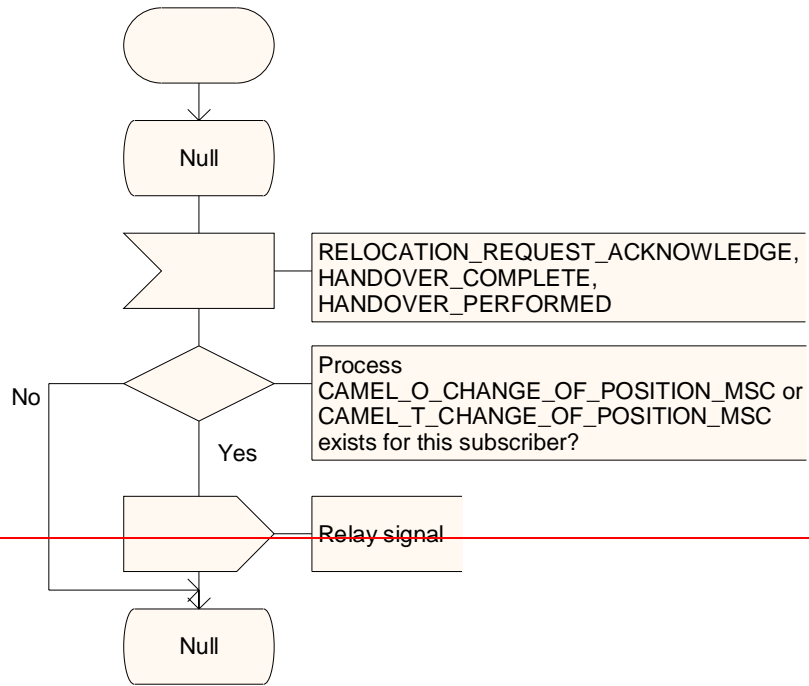 Null
RELOCATION_REQUEST_ACKNOWLEDGE,
HANDOVER_COMPLETE,
HANDOVER_PERFORMED
Process
CAMEL_O_CHANGE_OF_POSITION_MSC or
CAMEL_T_CHANGE_OF_POSITION_MSC
exists for this subscriber?
No
Yes
Relay signal
Null